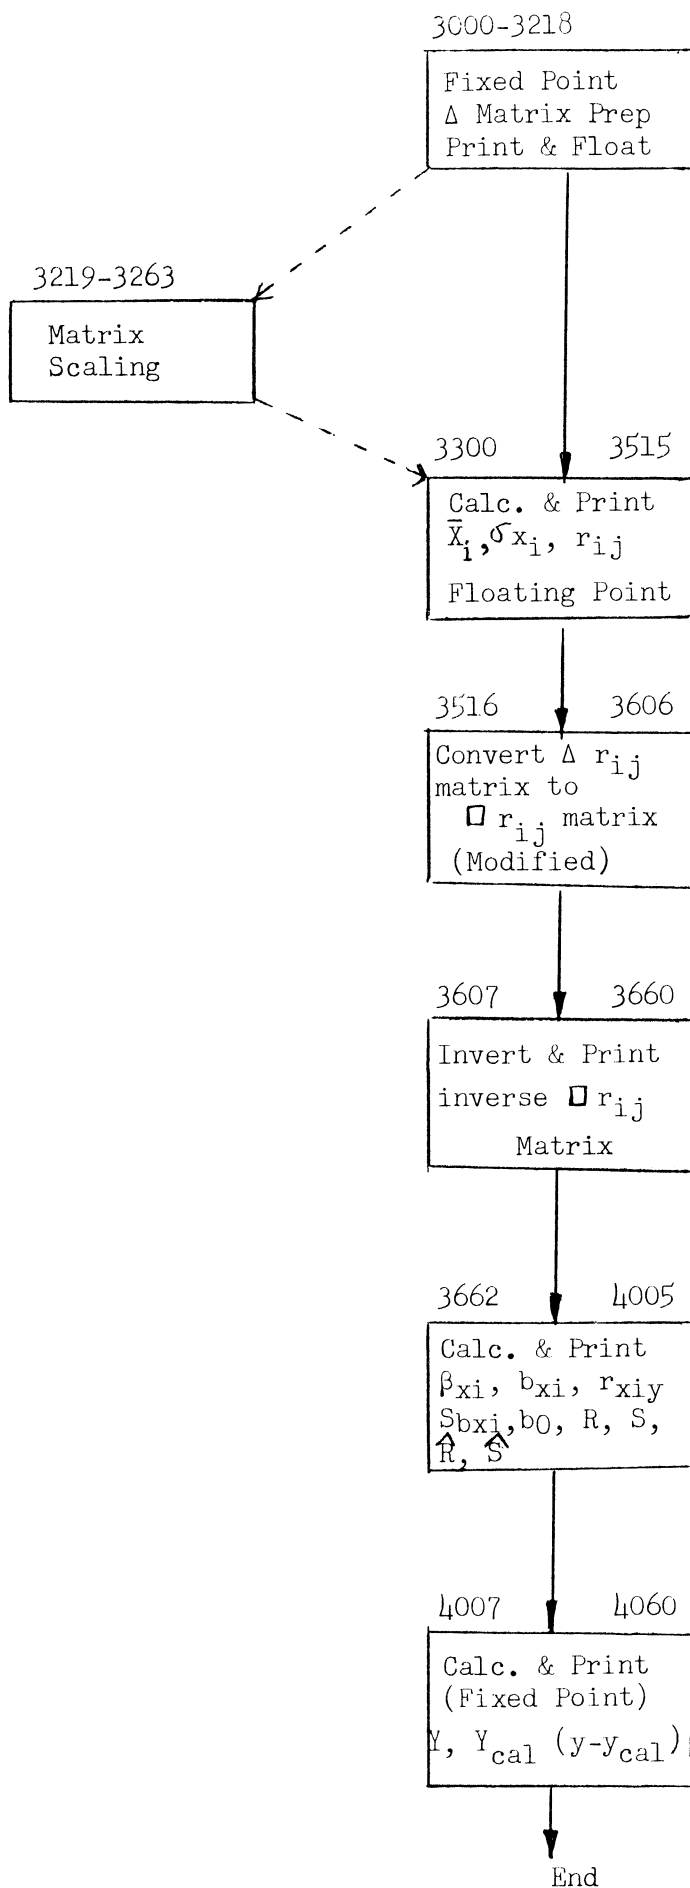 3000-3218
Fixed Point
Δ Matrix Prep
Print & Float
3219-3263
Matrix
Scaling
3300 3515
Calc. & Print
X̄i, σxi, rij
Floating Point
3516 3606
Convert Δ rij
matrix to
□ rij matrix
(Modified)
3607 3660
Invert & Print
inverse □ rij
Matrix
3662 4005
Calc. & Print
βxi, bxi, rxiy
Sbxi, b0, R, S,
R̂, Ŝ
4007 4060
Calc. & Print
(Fixed Point)
Y, Ycal (y-ycal)
End